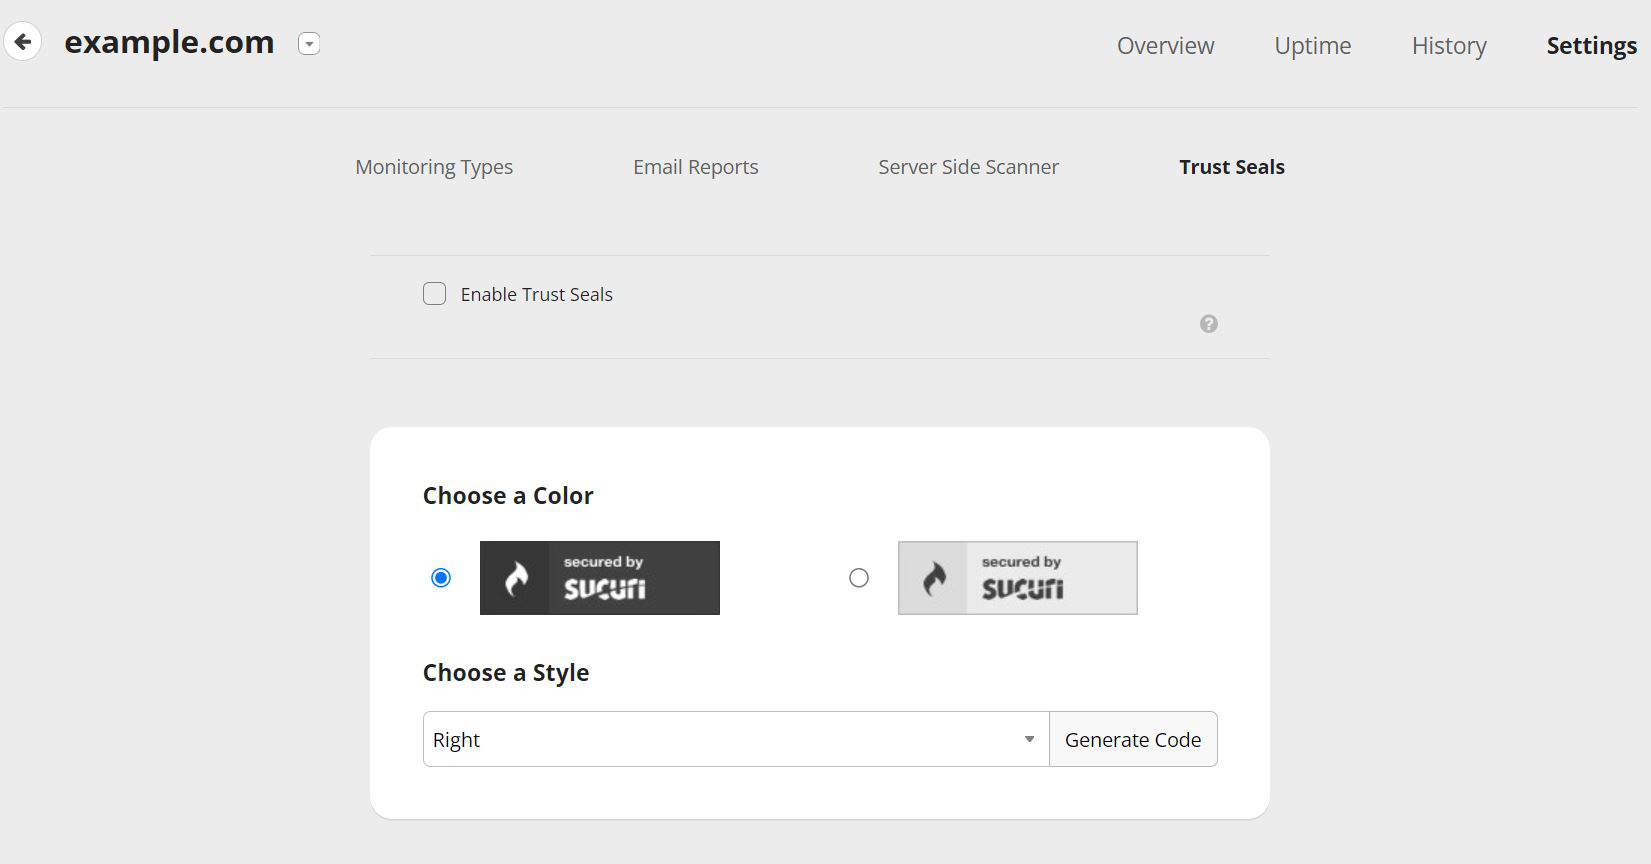 example.com
Overview Uptime History Settings
Monitoring Types Email Reports Server Side Scanner Trust Seals
Enable Trust Seals
?
Choose a Color
secured by
sucuri
secured by
sucuri
Choose a Style
Right
Generate Code